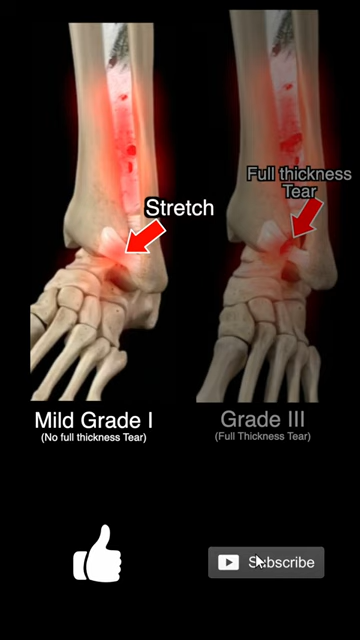 Stretch
Full thickness
Tear
Mild Grade I
(No full thickness Tear)
Grade III
(Full Thickness Tear)
Subscribe